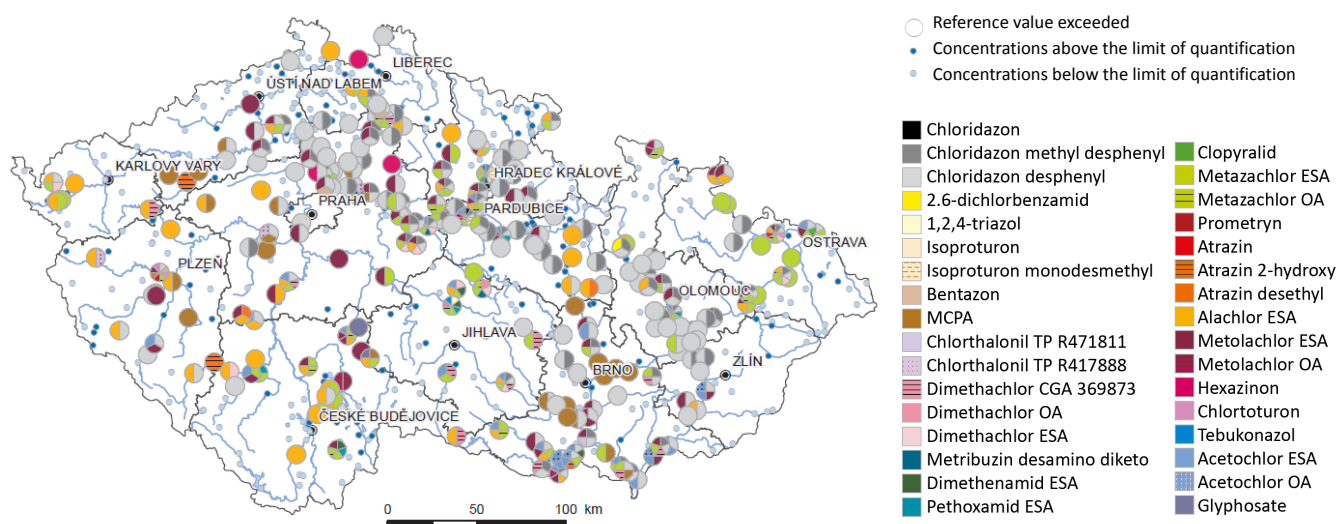 Reference value exceeded
Concentrations above the limit of quantification
Concentrations below the limit of quantification
LIBEREC
ÚSTÍ NAD LABEM
KARLOVY VARY
HRADEC KRÁLOVÉ
PRAHA
PARDUBICE
OSTRAVA
PLZEŇ
OLOMOUC
JIHLAVA
ZLÍN
BRNO
ČESKÉ BUDĚJOVICE
0 50 100 km
Chloridazon
Chloridazon methyl desphenyl
Chloridazon desphenyl
2.6-dichlorbenzamid
1,2,4-triazol
Isoproturon
Isoproturon monodesmethyl
Bentazon
MCPA
Chlorthalonil TP R471811
Chlorthalonil TP R417888
Dimethachlor CGA 369873
Dimethachlor OA
Dimethachlor ESA
Metribuzin desamino diketo
Dimethenamid ESA
Pethoxamid ESA
Clopyralid
Metazachlor ESA
Metazachlor OA
Prometryn
Atrazin
Atrazin 2-hydroxy
Atrazin desethyl
Alachlor ESA
Metolachlor ESA
Metolachlor OA
Hexazinon
Chlortoturon
Tebukonazol
Acetochlor ESA
Acetochlor OA
Glyphosate